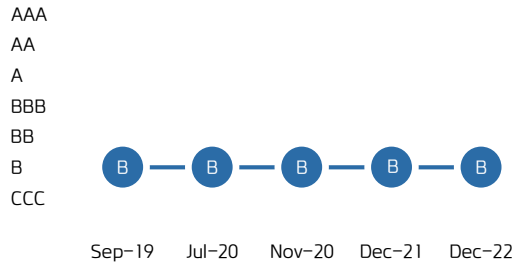 AAA
AA
A
BBB
BB
B B B B B B
CCC
Sep-19 Jul-20 Nov-20 Dec-21 Dec-22